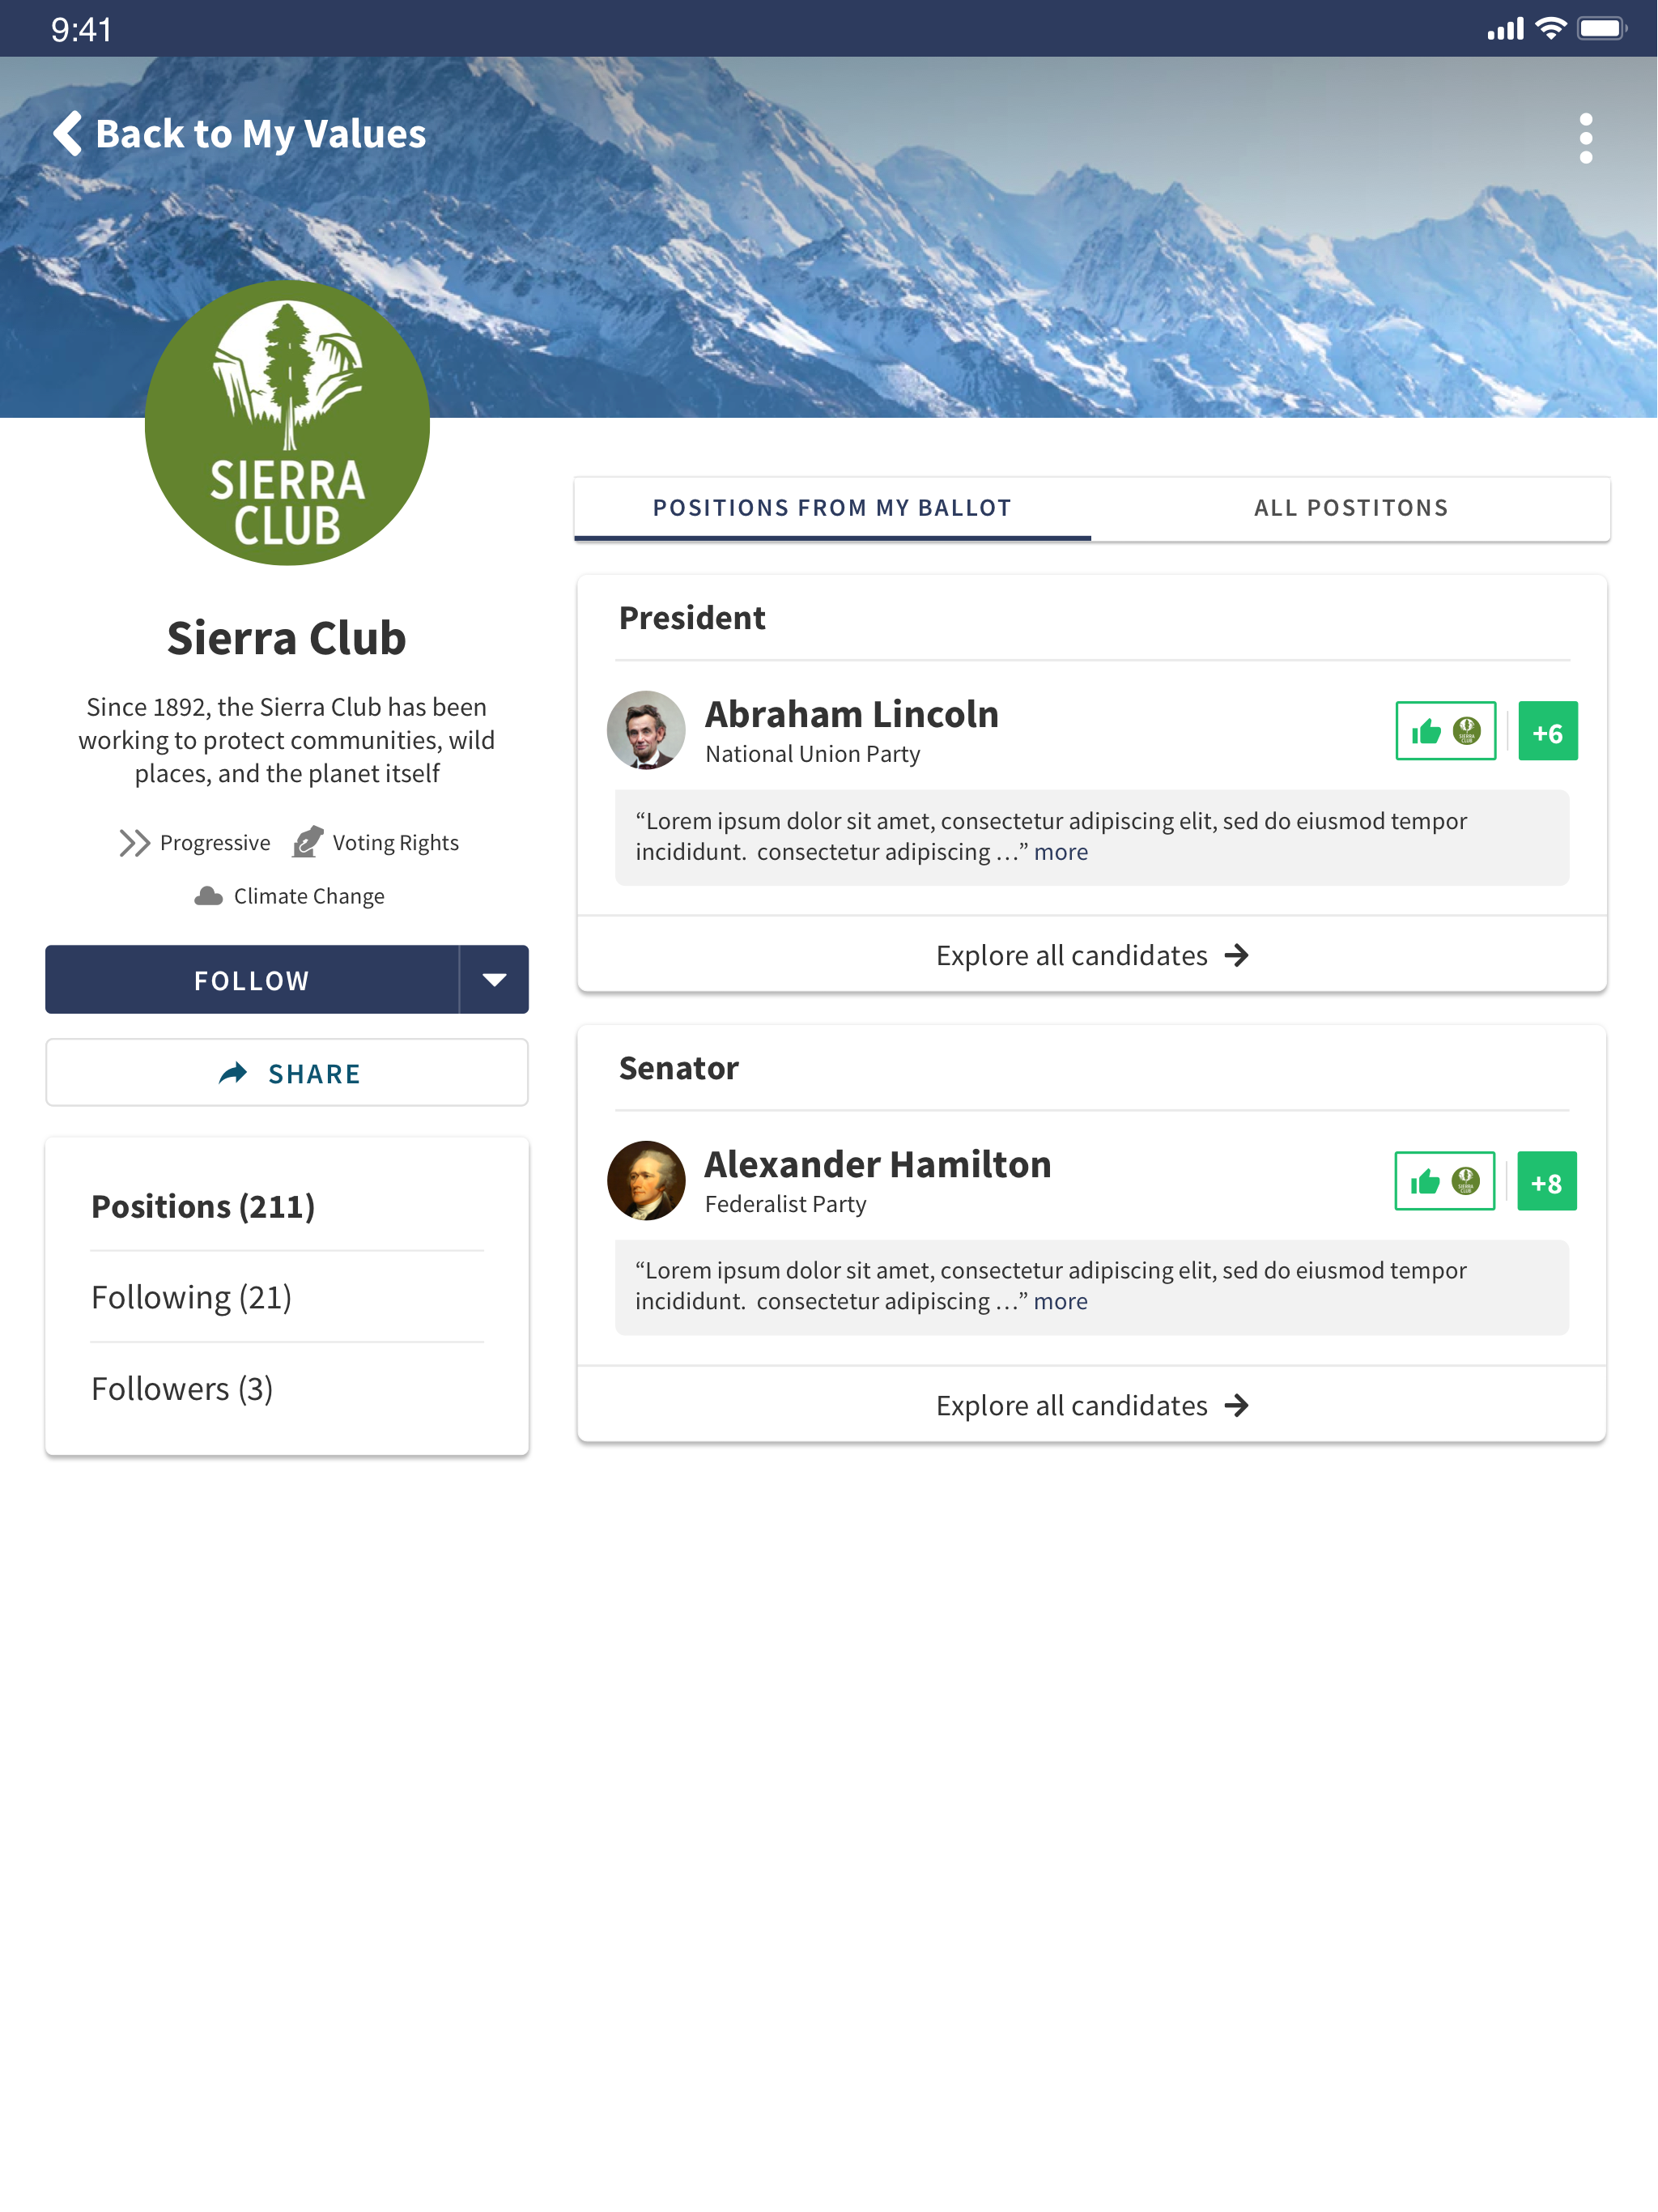 9:41
Back to My Values
SIERRA
CLUB
Sierra Club
Since 1892, the Sierra Club has been
working to protect communities, wild
places, and the planet itself
Progressive Voting Rights
Climate Change
FOLLOW
SHARE
Positions (211)
Following (21)
Followers (3)
POSITIONS FROM MY BALLOT
ALL POSTITONS
President
Abraham Lincoln
National Union Party
SIERRA
CLUB
+6
“Lorem ipsum dolor sit amet, consectetur adipiscing elit, sed do eiusmod tempor
incididunt.  consectetur adipiscing ...” more
Explore all candidates
Senator
Alexander Hamilton
Federalist Party
SIERRA
CLUB
+8
“Lorem ipsum dolor sit amet, consectetur adipiscing elit, sed do eiusmod tempor
incididunt.  consectetur adipiscing ...” more
Explore all candidates